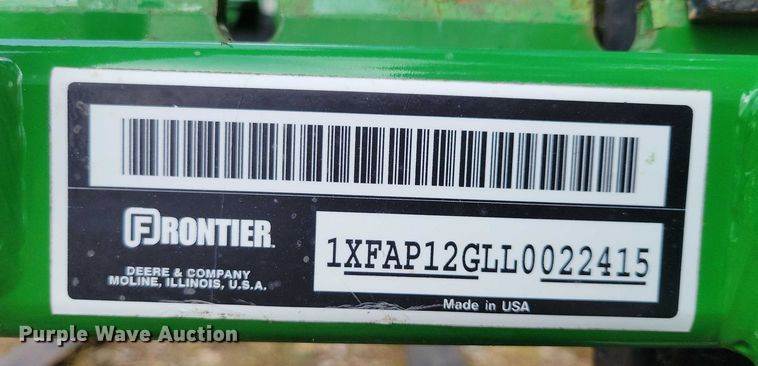 FRONTIER
DEERE & COMPANY
MOLINE, ILLINOIS, U.S.A.
1XFAP12GLL0022415
Made in USA
Purple Wave Auction